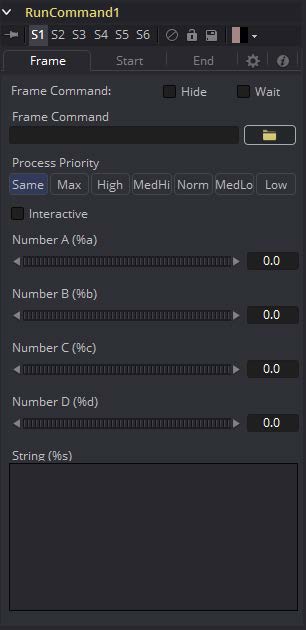 RunCommand1
S1 S2 S3 S4 S5 S6
Frame Start End
Frame Command: Hide Wait
Frame Command
Process Priority
Same Max High MedHi Norm MedLo Low
Interactive
Number A (%a)
0.0
Number B (%b)
0.0
Number C (%c)
0.0
Number D (%d)
0.0
String (%s)